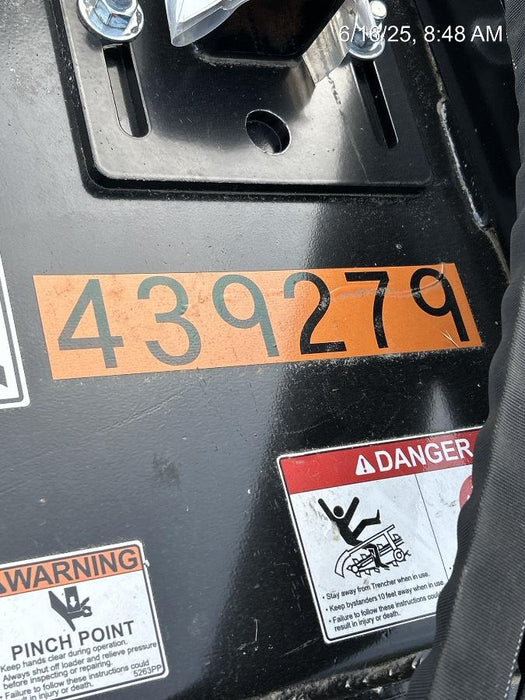 6/18/25, 8:48 AM
439279
DANGER
• Stay away from Trencher when in use.
• Keep bystanders 10 feet away when in use.
• Failure to follow these instructions could
result in injury or death.
WARNING
PINCH POINT
Keep hands clear during operation.
Always shut off loader and relieve pressure
before inspecting or repairing.
Failure to follow these instructions could
result in injury or death.
5263PP